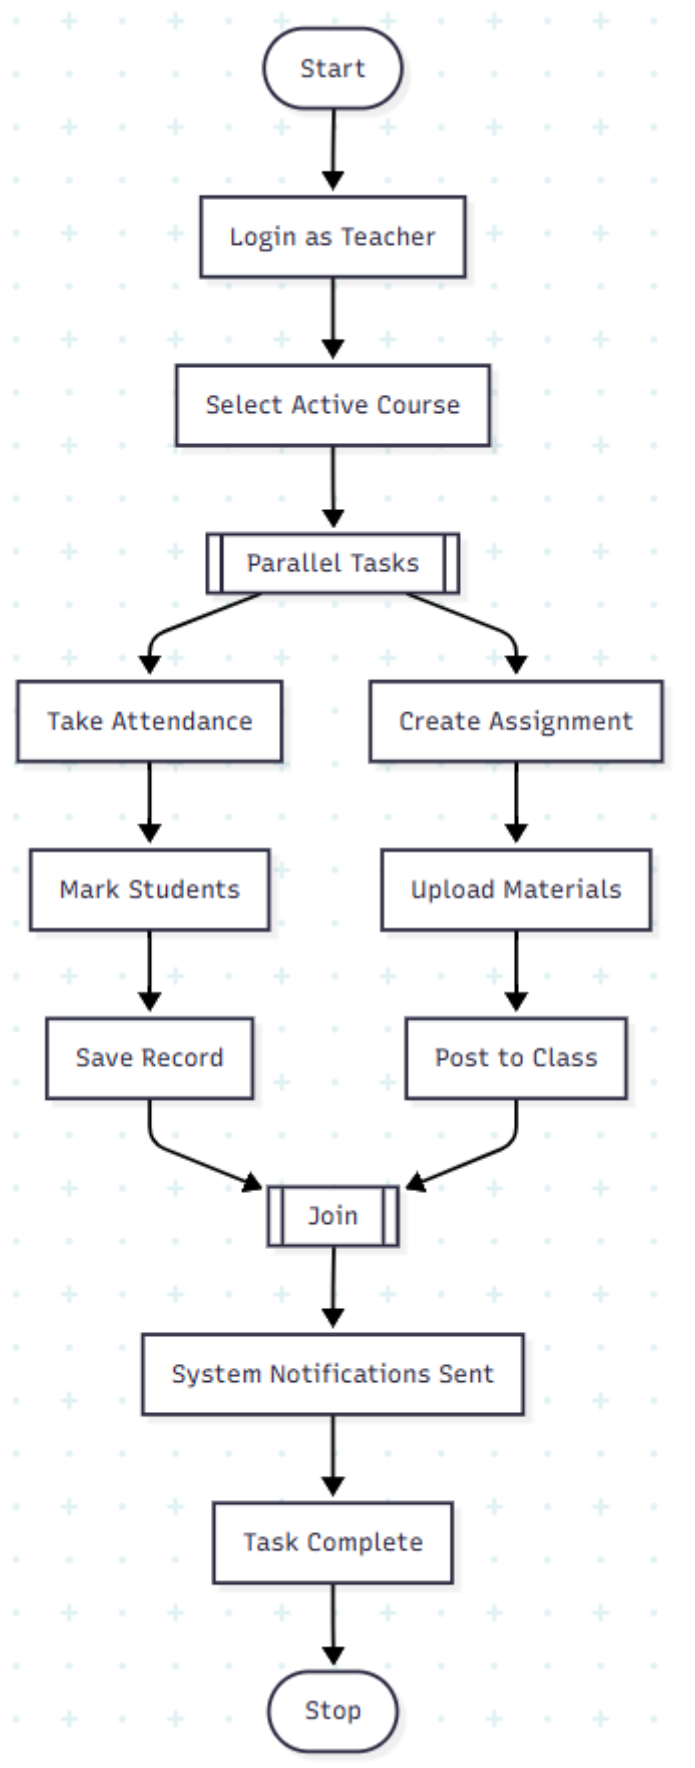 Start
Login as Teacher
Select Active Course
Parallel Tasks
Take Attendance
Create Assignment
Mark Students
Upload Materials
Save Record
Post to Class
Join
System Notifications Sent
Task Complete
Stop